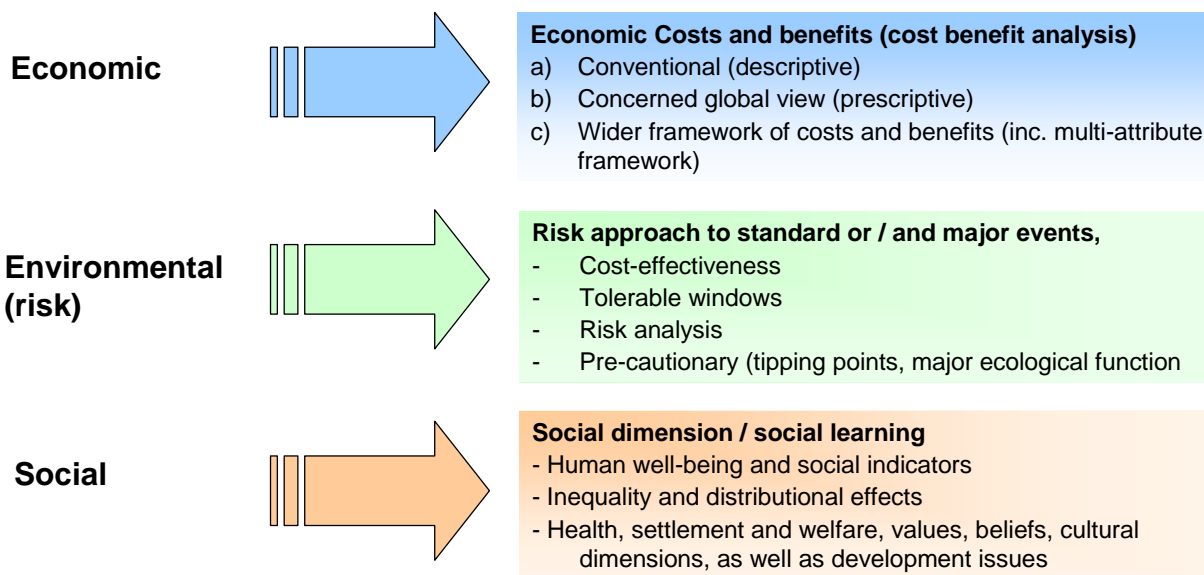 Economic
Economic Costs and benefits (cost benefit analysis)
a) Conventional (descriptive)
b) Concerned global view (prescriptive)
c) Wider framework of costs and benefits (inc. multi-attribute
framework)
Environmental
(risk)
Risk approach to standard or / and major events,
- Cost-effectiveness
- Tolerable windows
- Risk analysis
- Pre-cautionary (tipping points, major ecological function
Social
Social dimension / social learning
- Human well-being and social indicators
- Inequality and distributional effects
- Health, settlement and welfare, values, beliefs, cultural
dimensions, as well as development issues